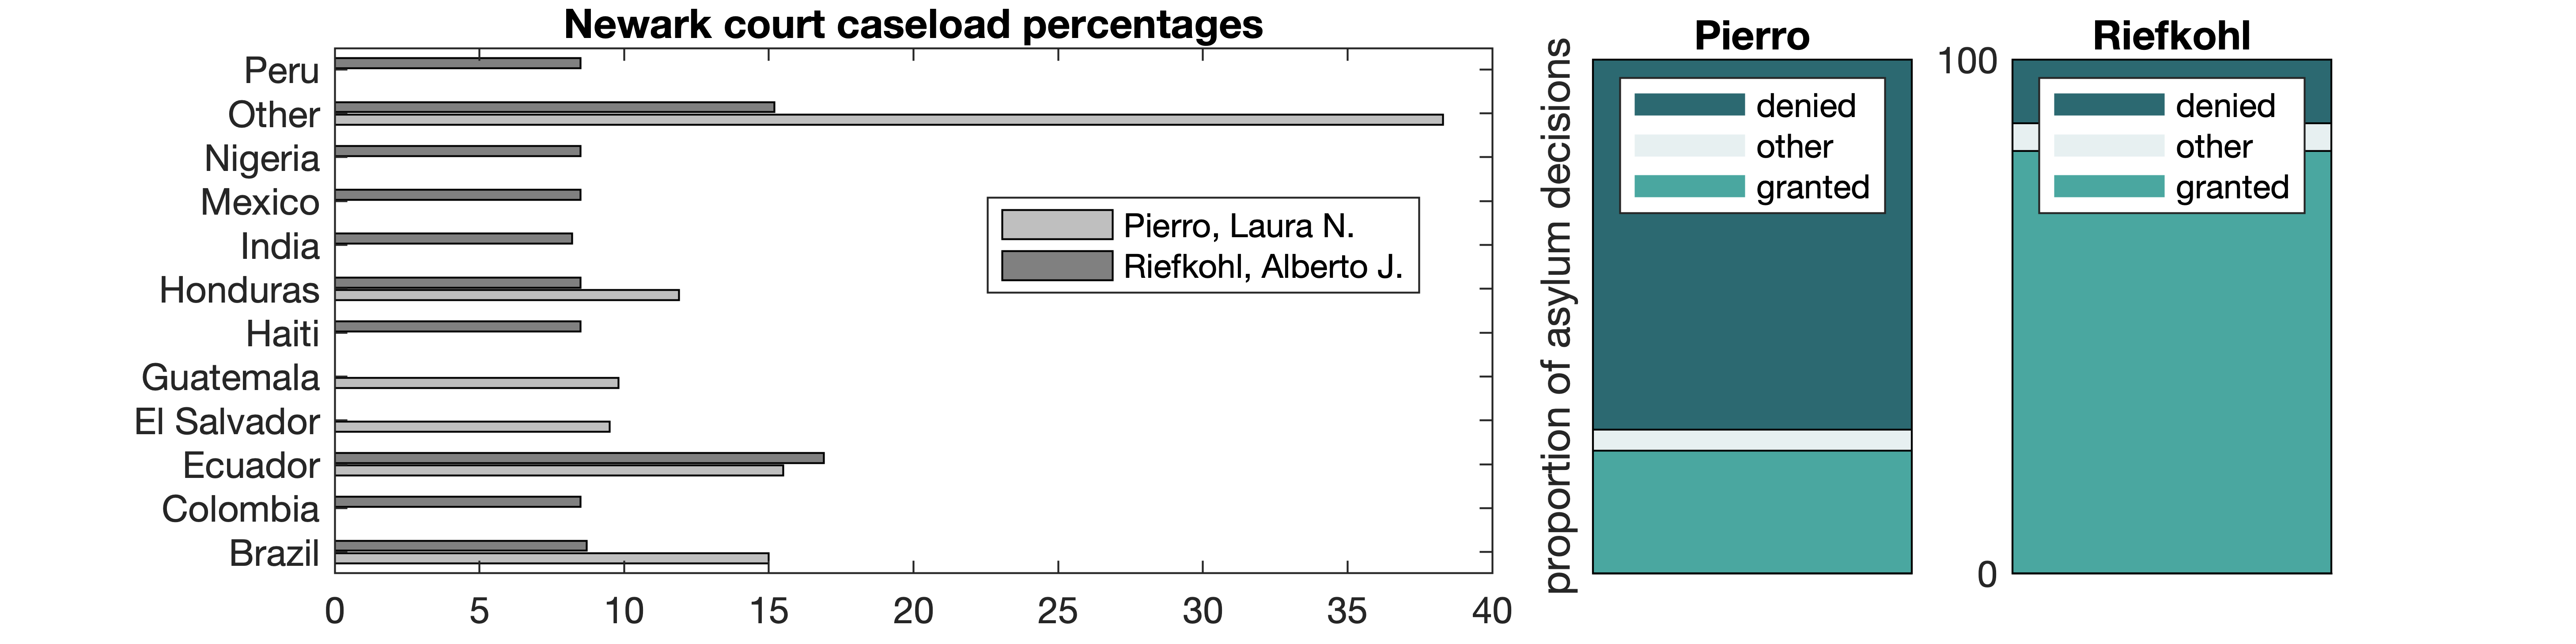 Newark court caseload percentages
Peru
Other
Nigeria
Mexico
India
Honduras
Haiti
Guatemala
El Salvador
Ecuador
Colombia
Brazil
0 5 10 15 20 25 30 35 40
Pierro, Laura N.
Riefkohl, Alberto J.
proportion of asylum decisions
Pierro
denied
other
granted
Riefkohl
100
0
denied
other
granted